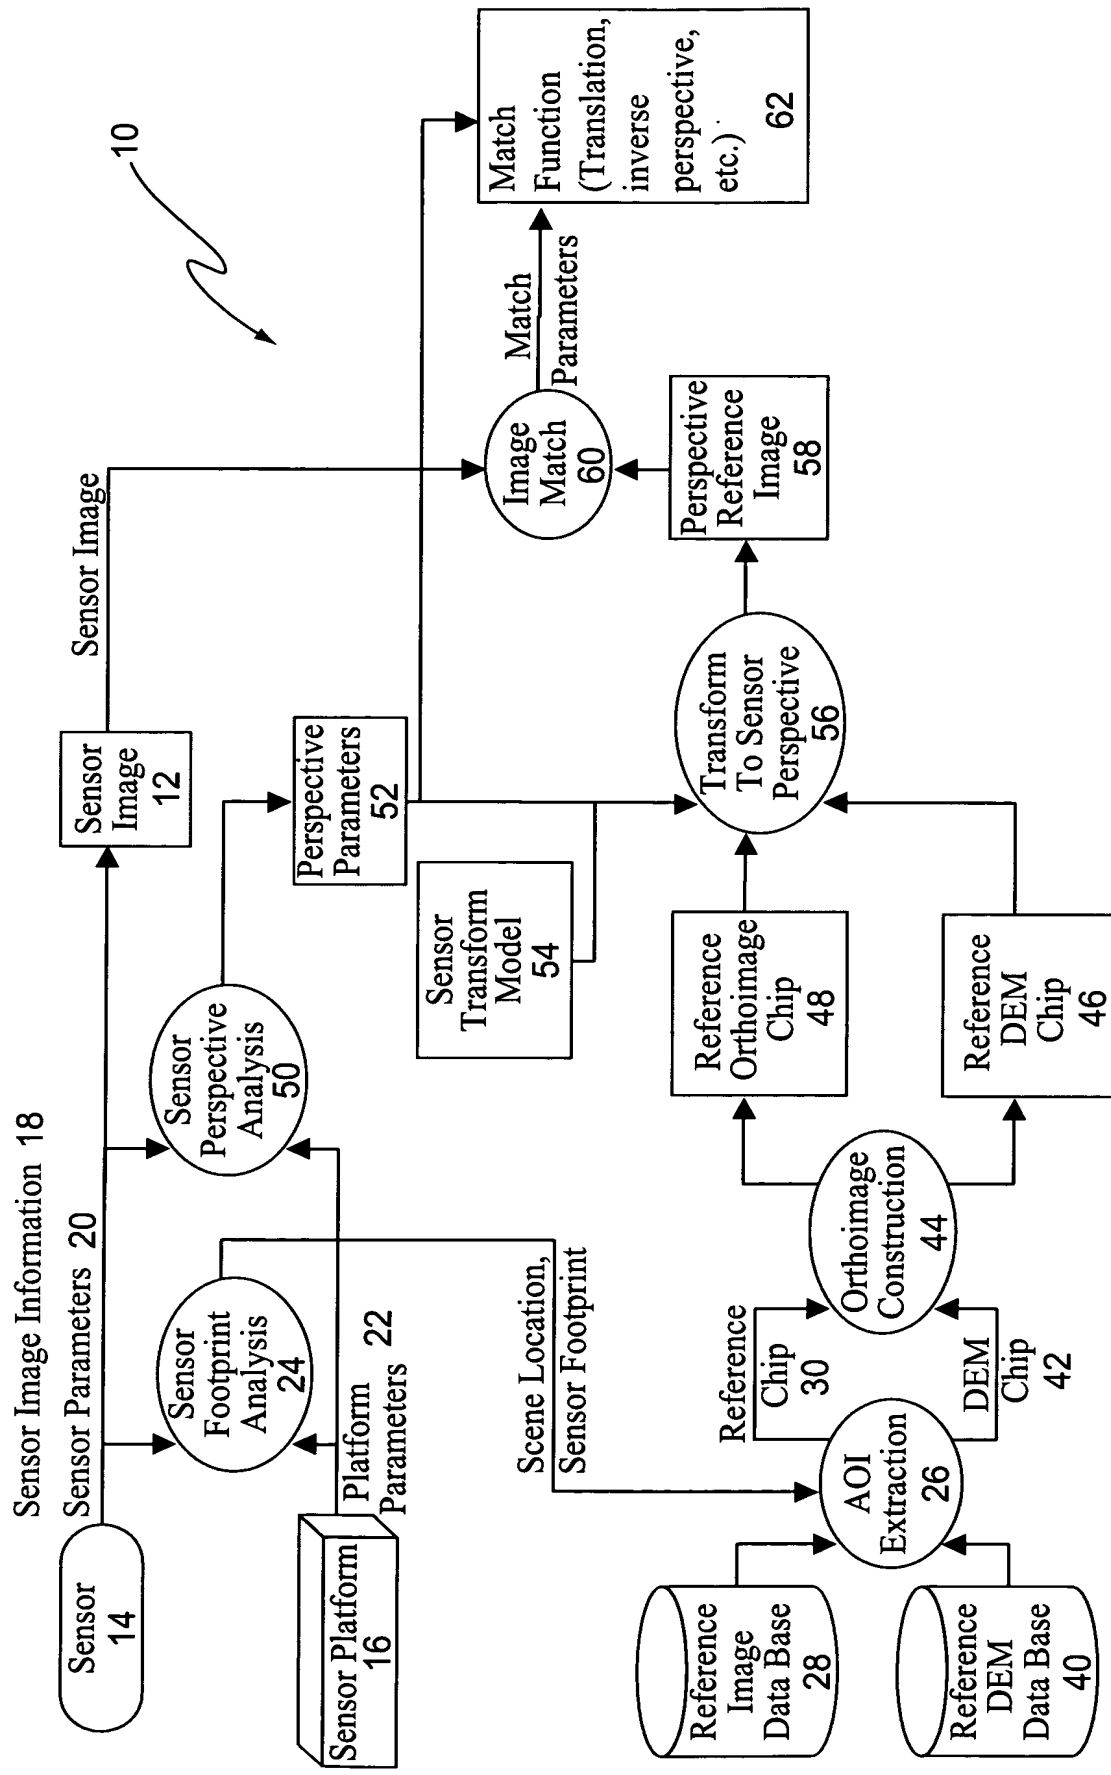 10
Sensor Image Information 18
Sensor Parameters 20
Sensor
14
Sensor
Image
12
Sensor Image
Sensor
Footprint
Analysis
24
Sensor
Perspective
Analysis
50
Sensor Platform
16
Platform
Parameters 22
Perspective
Parameters
52
Sensor
Transform
Model
54
Scene Location,
Sensor Footprint
Image
Match
60
Match
Parameters
Match
Function
(Translation,
inverse
perspective,
etc.)
62
Reference
Image
Data Base
28
Reference
DEM
Data Base
40
AOI
Extraction
26
Reference
Chip
30
DEM
Chip
42
Orthoimage
Construction
44
Reference
Orthoimage
Chip
48
Reference
DEM
Chip
46
Transform
To Sensor
Perspective
56
Perspective
Reference
Image
58